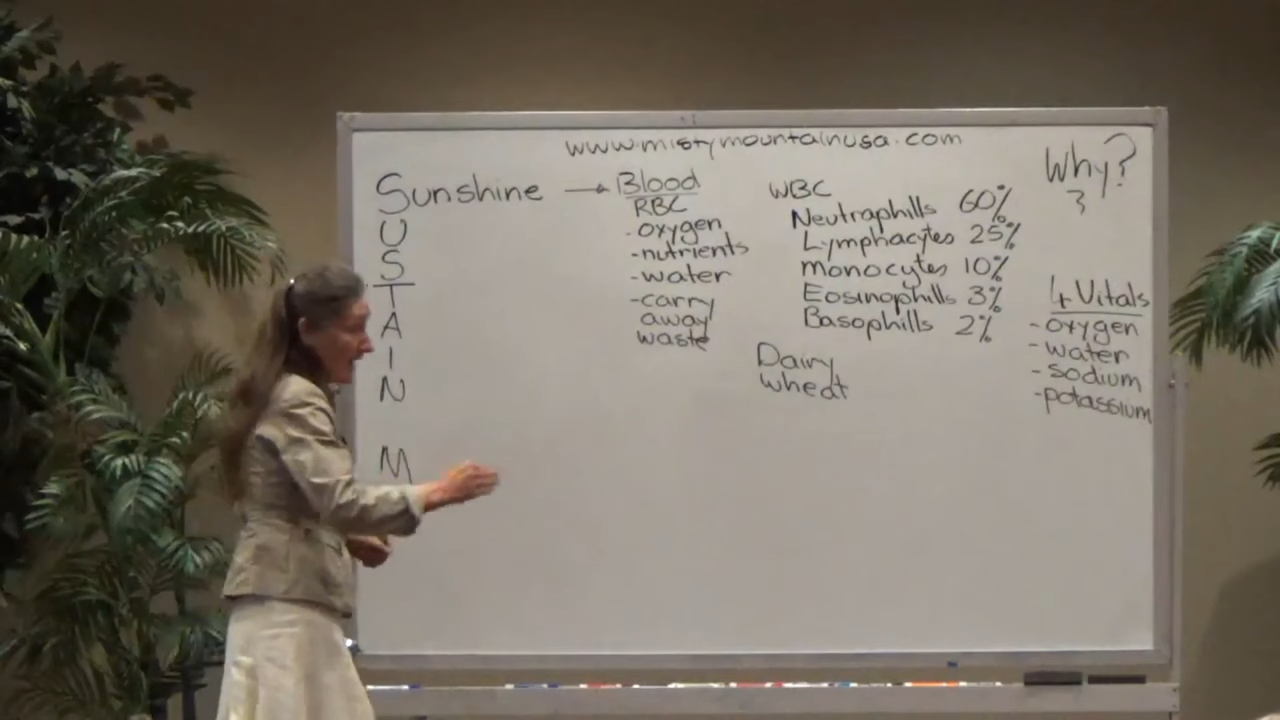 www.mistymountainusa.com
Why?
?
Sunshine → Blood
U
S
T
A
I
N
M
RBC
-oxygen
-nutrients
-water
-carry
away
waste
WBC
Neutraphills 60%
Lymphacytes 25%
monocytes 10%
Eosinophills 3%
Basophills 2%
Dairy
wheat
4 Vitals
-oxygen
-water
-sodium
-potassium